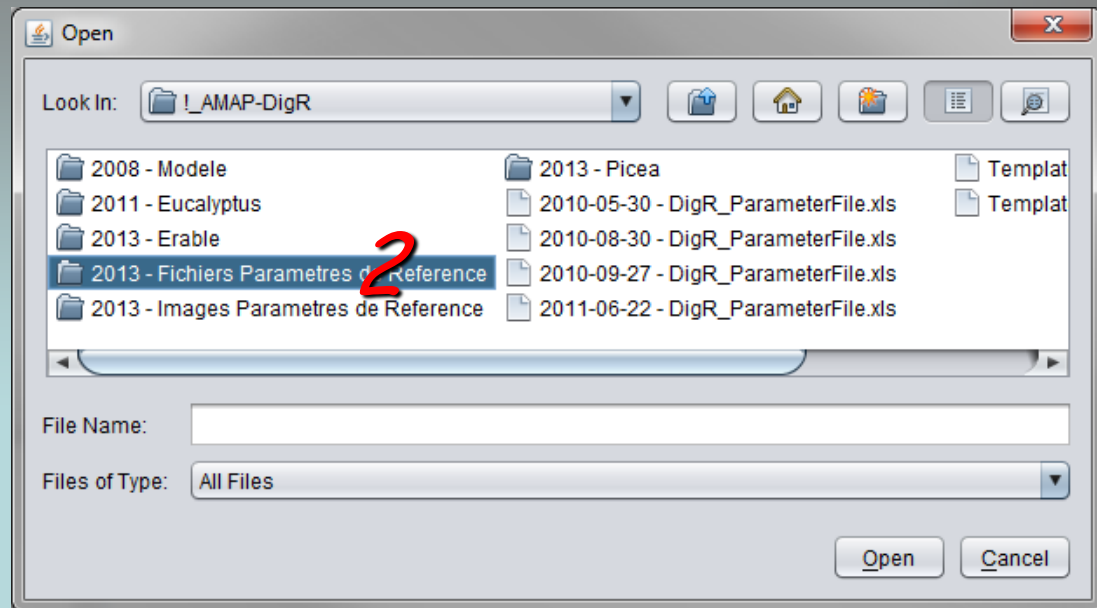 Open
Look In: !_AMAP-DigR
2008 - Modele
2011 - Eucalyptus
2013 - Erable
2013 - Fichiers Parametres de Reference
2013 - Images Parametres de Reference
2
2013 - Picea
2010-05-30 - DigR_ParameterFile.xls
2010-08-30 - DigR_ParameterFile.xls
2010-09-27 - DigR_ParameterFile.xls
2011-06-22 - DigR_ParameterFile.xls
Templat
Templat
File Name:
Files of Type: All Files
Open Cancel